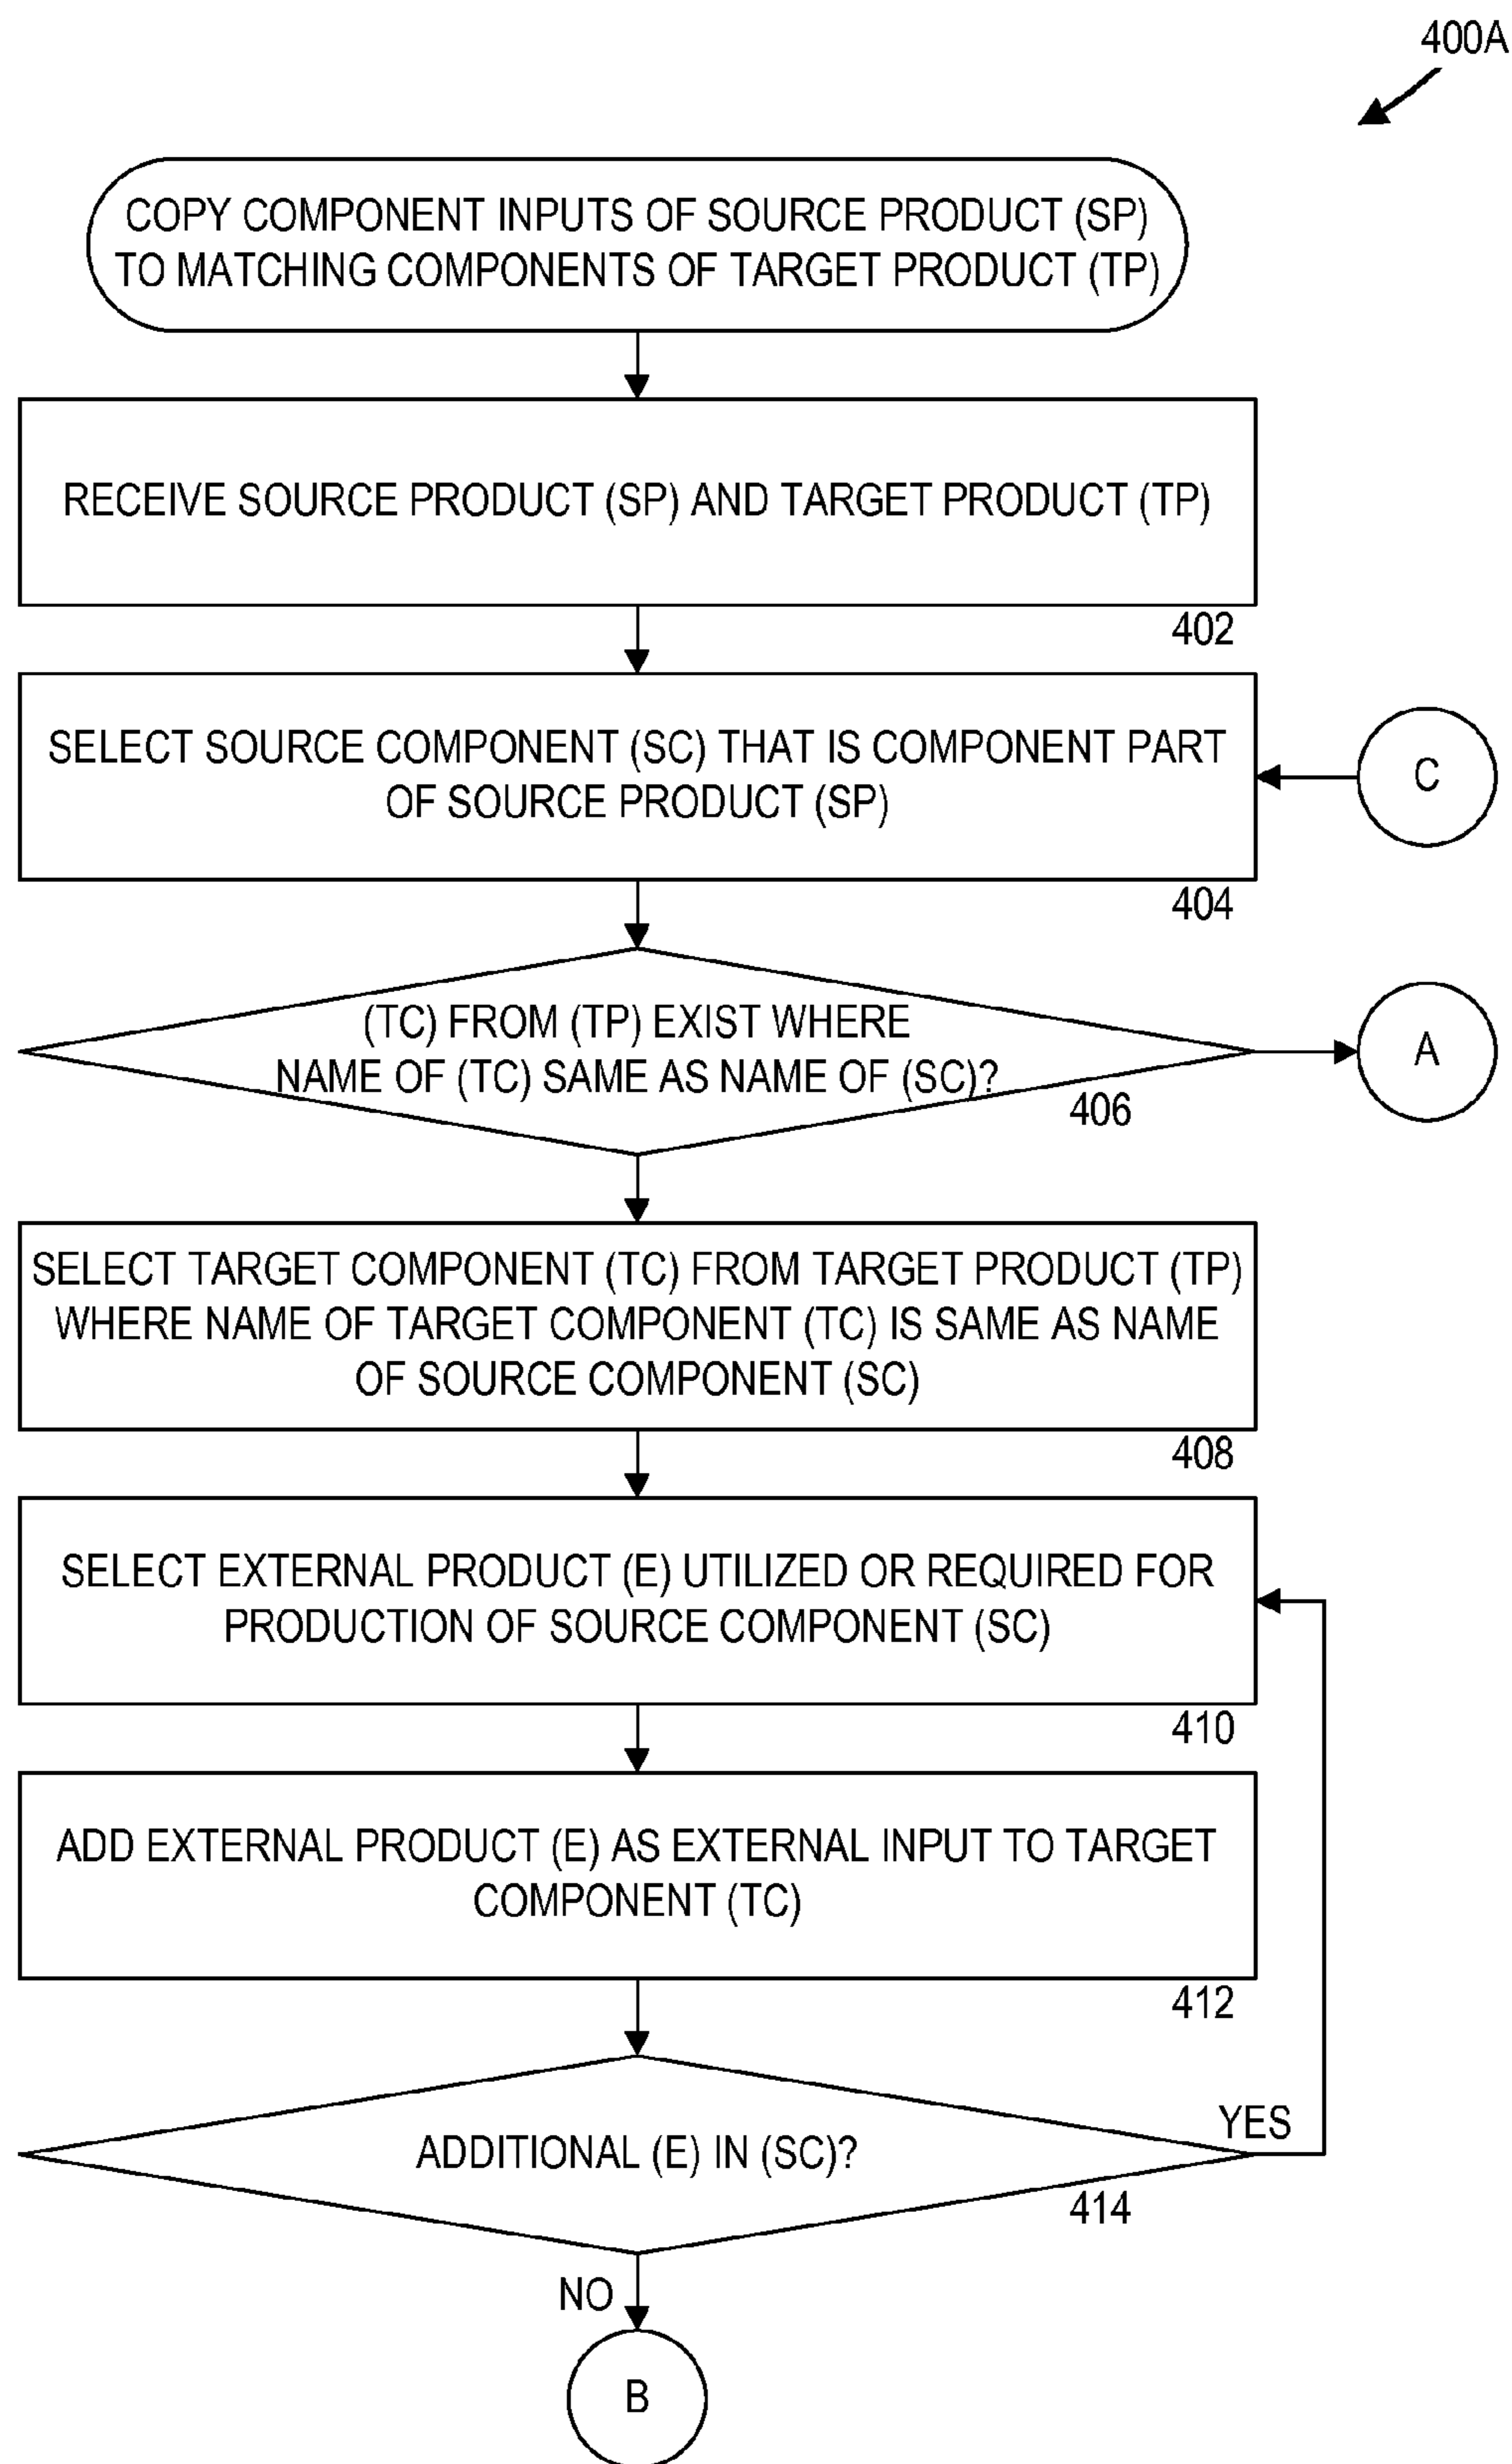 400A
COPY COMPONENT INPUTS OF SOURCE PRODUCT (SP)
TO MATCHING COMPONENTS OF TARGET PRODUCT (TP)
RECEIVE SOURCE PRODUCT (SP) AND TARGET PRODUCT (TP)
402
SELECT SOURCE COMPONENT (SC) THAT IS COMPONENT PART
OF SOURCE PRODUCT (SP)
C
404
(TC) FROM (TP) EXIST WHERE
NAME OF (TC) SAME AS NAME OF (SC)?
A
406
SELECT TARGET COMPONENT (TC) FROM TARGET PRODUCT (TP)
WHERE NAME OF TARGET COMPONENT (TC) IS SAME AS NAME
OF SOURCE COMPONENT (SC)
408
SELECT EXTERNAL PRODUCT (E) UTILIZED OR REQUIRED FOR
PRODUCTION OF SOURCE COMPONENT (SC)
410
ADD EXTERNAL PRODUCT (E) AS EXTERNAL INPUT TO TARGET
COMPONENT (TC)
412
YES
ADDITIONAL (E) IN (SC)?
414
NO
B